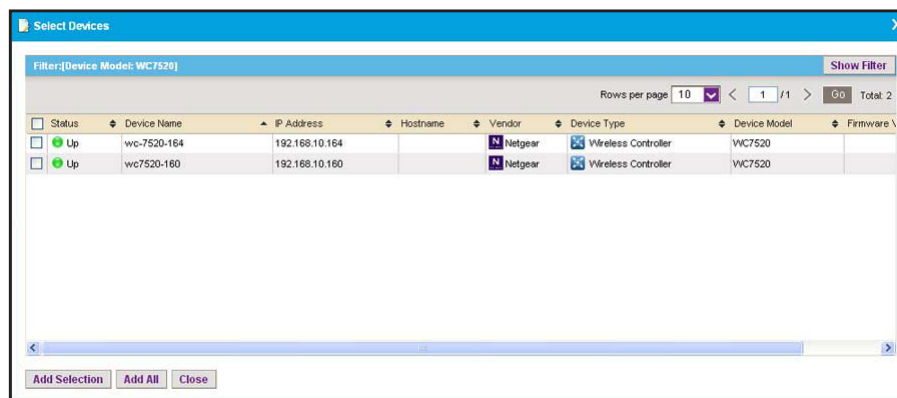 Select Devices X
Filter:[Device Model: WC7520] Show Filter
Rows per page 10 < 1 /1 > Go Total: 2
Status Device Name IP Address Hostname Vendor Device Type Device Model Firmware V
Up wc-7520-164 192.168.10.164 N Netgear Wireless Controller WC7520
Up wc7520-160 192.168.10.160 N Netgear Wireless Controller WC7520
Add Selection Add All Close